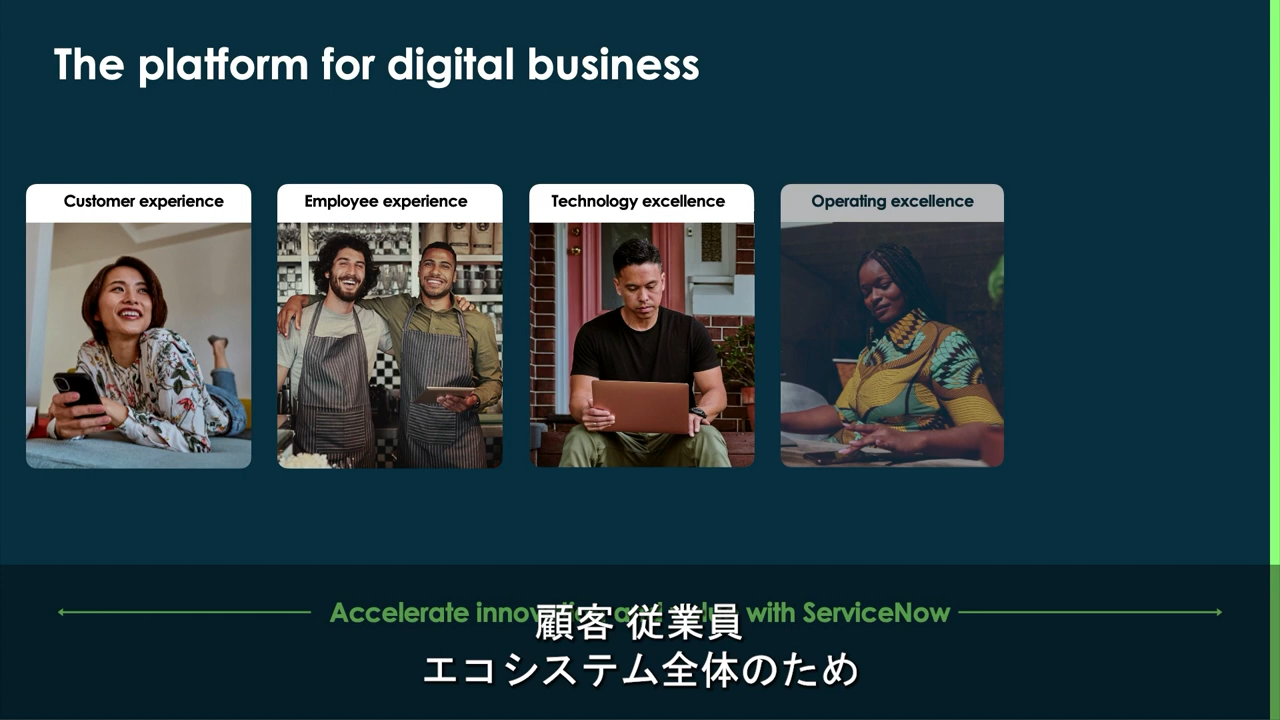 The platform for digital business
Customer experience
Employee experience
Technology excellence
Operating excellence
Accelerate with ServiceNow
顧客 従業員
エコシステム全体のため